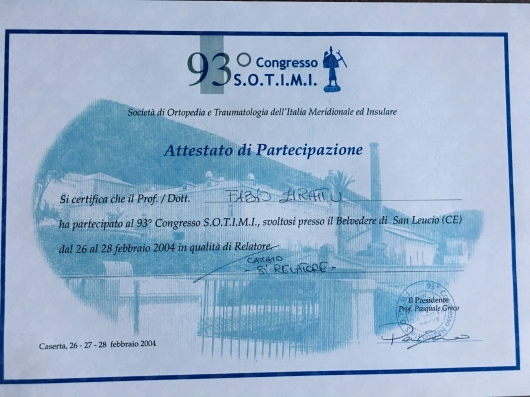 93° Congresso
S.O.T.I.M.I.
Società di Ortopedia e Traumatologia dell'Italia Meridionale ed Insulare
Attestato di Partecipazione
Si certifica che il Prof. / Dott. FABIO
ha partecipato al 93° Congresso S.O.T.I.M.I., svoltosi presso il Belvedere di San Leucio (CE)
dal 26 al 28 febbraio 2004 in qualità di Relatore.
RELATORE -
Il Presidente
Prof. Pasquale Greco
Caserta, 26 - 27 - 28 febbraio 2004